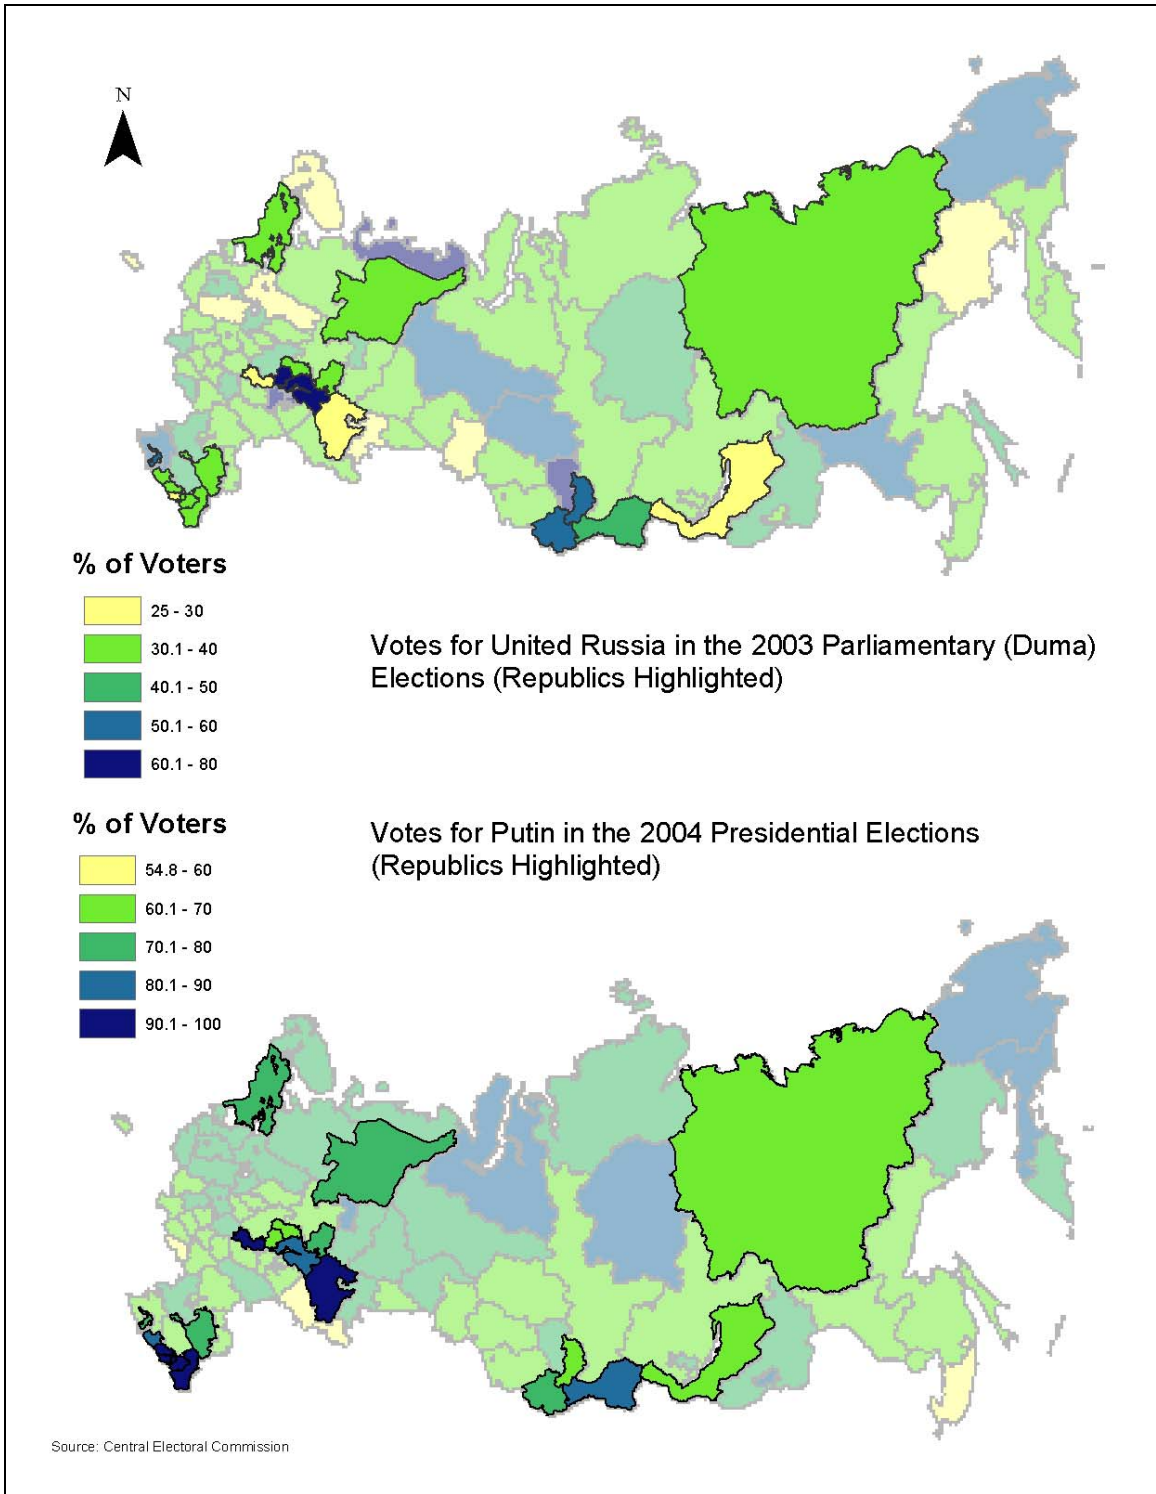 N
% of Voters
25 - 30
30.1 - 40
40.1 - 50
50.1 - 60
60.1 - 80
Votes for United Russia in the 2003 Parliamentary (Duma)
Elections (Republics Highlighted)
% of Voters
54.8 - 60
60.1 - 70
70.1 - 80
80.1 - 90
90.1 - 100
Votes for Putin in the 2004 Presidential Elections
(Republics Highlighted)
Source: Central Electoral Commission